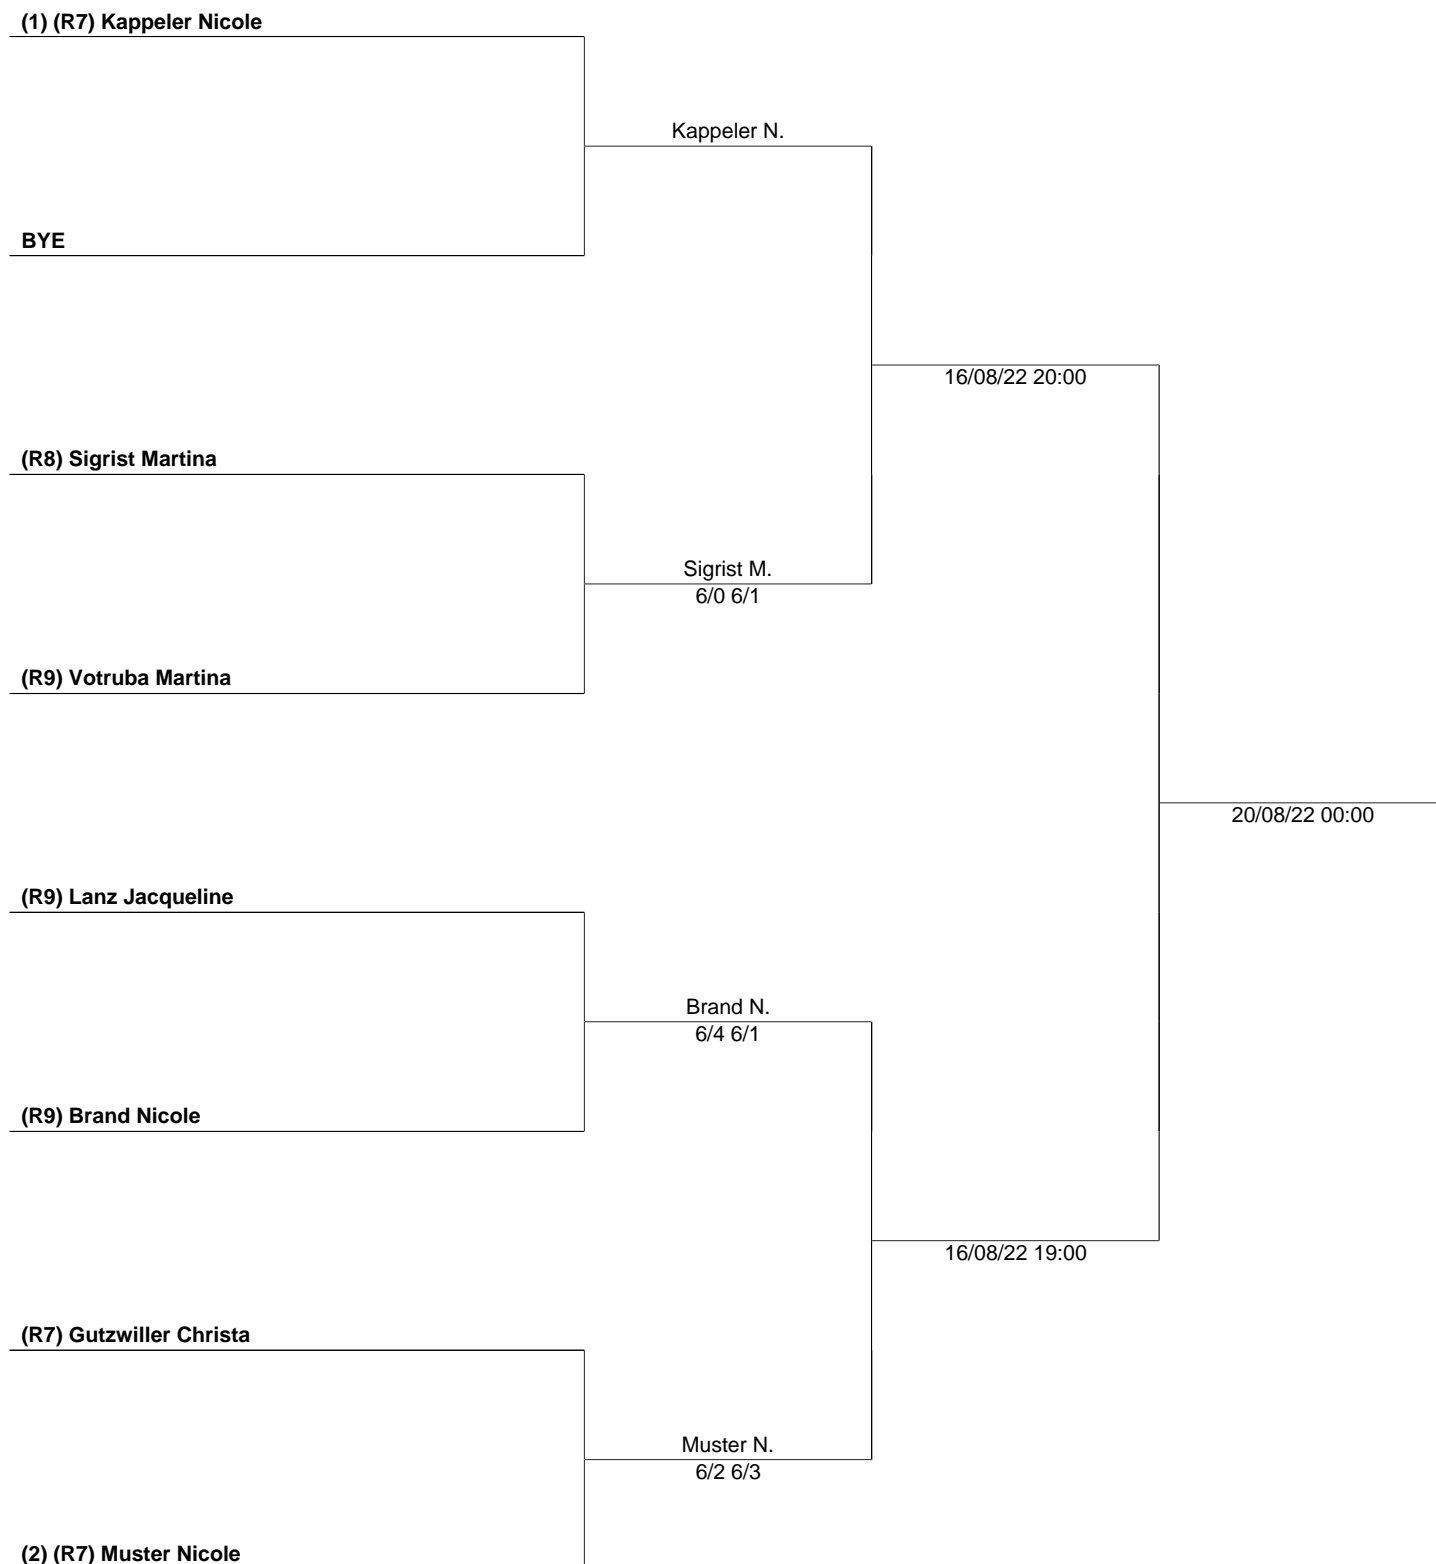 (1) (R7) Kappeler Nicole
Kappeler N.
BYE
16/08/22 20:00
(R8) Sigrist Martina
Sigrist M.
6/0 6/1
(R9) Votruba Martina
20/08/22 00:00
(R9) Lanz Jacqueline
Brand N.
6/4 6/1
(R9) Brand Nicole
16/08/22 19:00
(R7) Gutzwiller Christa
Muster N.
6/2 6/3
(2) (R7) Muster Nicole